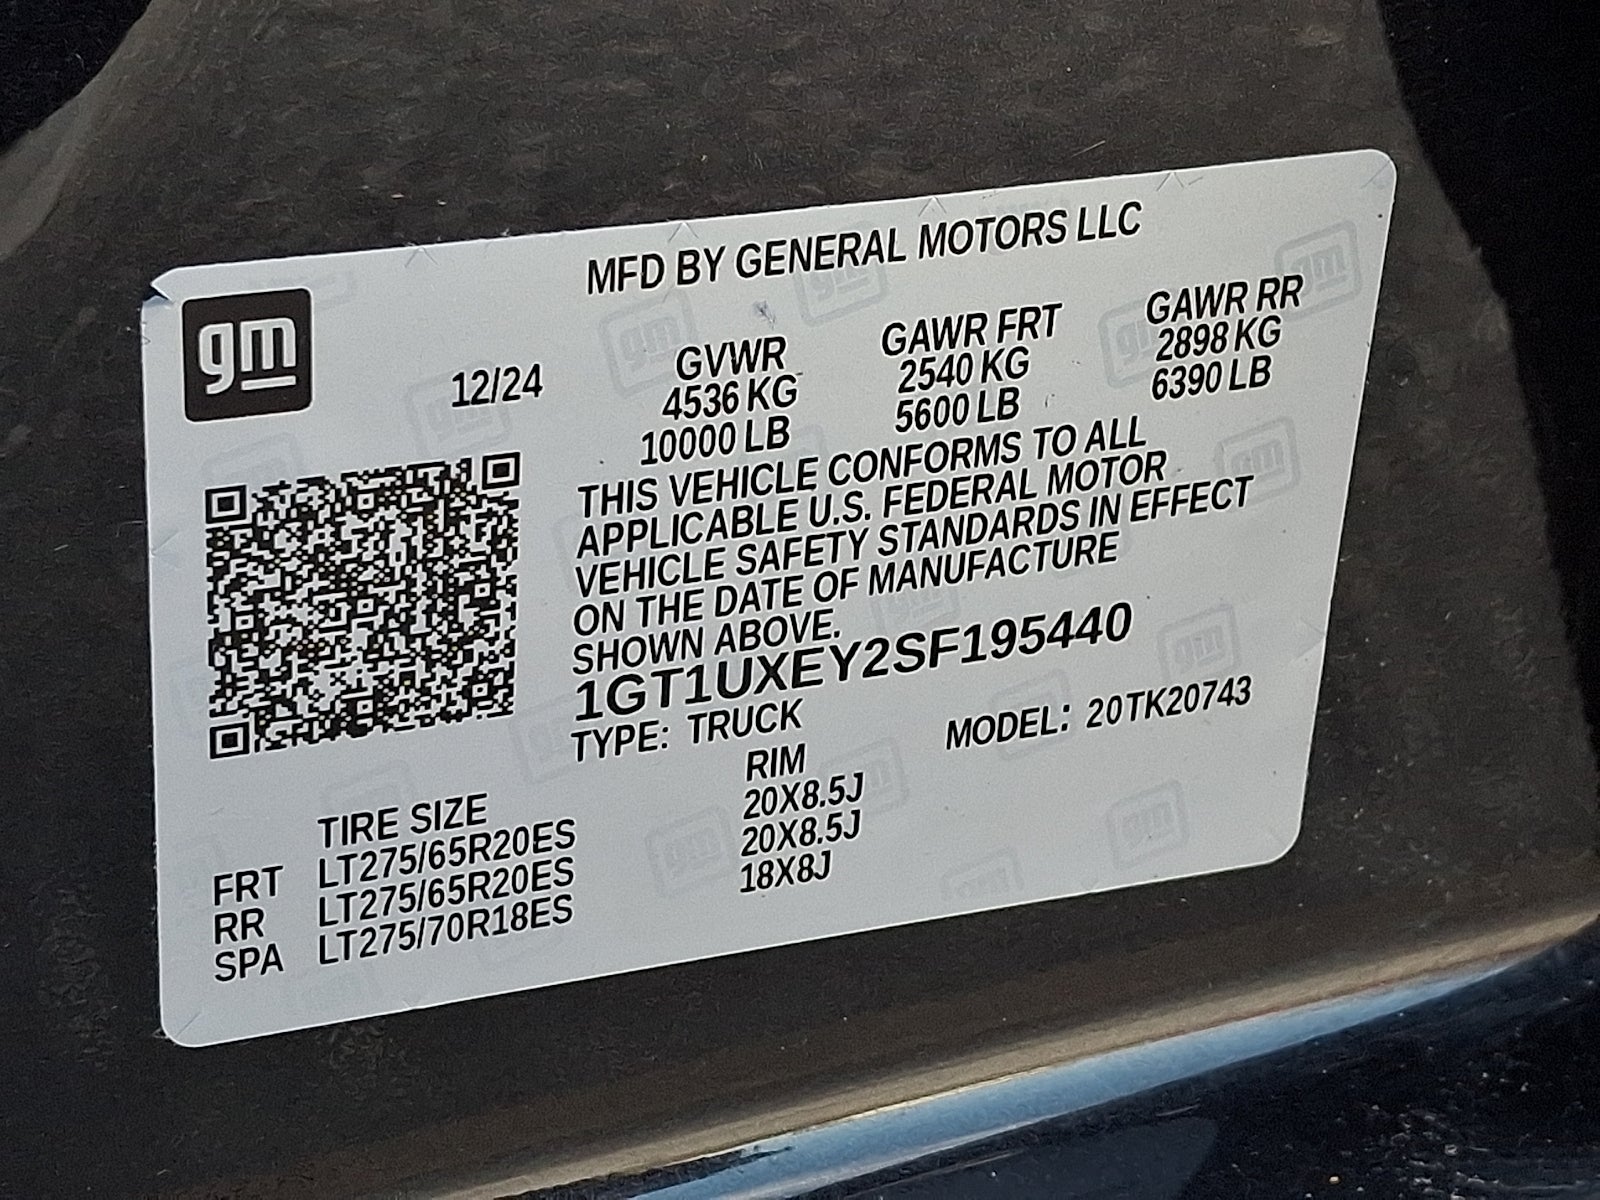 MFD BY GENERAL MOTORS LLC
gm
12/24
GVWR GAWR FRT GAWR RR
4536 KG 2540 KG 2898 KG
10000 LB 5600 LB 6390 LB
THIS VEHICLE CONFORMS TO ALL
APPLICABLE U.S. FEDERAL MOTOR
VEHICLE SAFETY STANDARDS IN EFFECT
ON THE DATE OF MANUFACTURE
SHOWN ABOVE.
1GT1UXEY2SF195440
TYPE: TRUCK MODEL: 20TK20743
TIRE SIZE RIM
FRT LT275/65R20ES 20X8.5J
RR LT275/65R20ES 20X8.5J
SPA LT275/70R18ES 18X8J